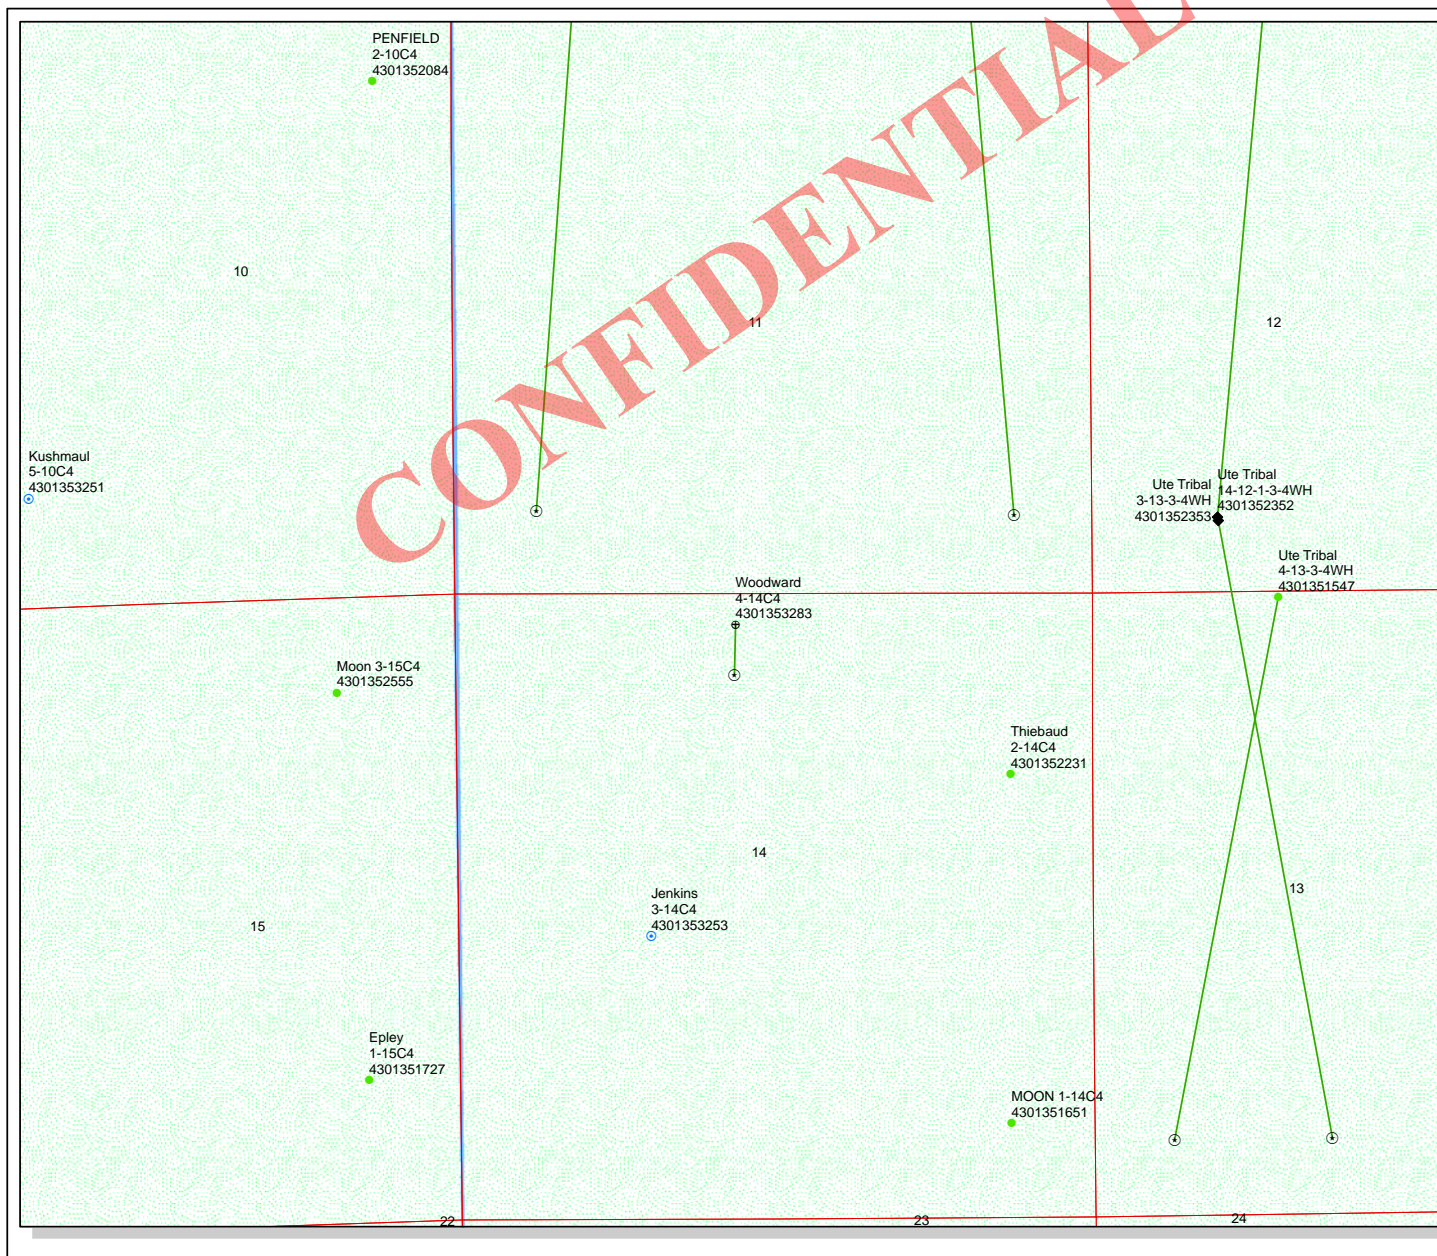 PENFIELD
2-10C4
4301352084
CONFIDENTIAL
10
11
12
Kushmaul
5-10C4
4301353251
Ute Tribal
3-13-3-4WH
4301352353
Ute Tribal
14-12-1-3-4WH
4301352352
Ute Tribal
4-13-3-4WH
4301351547
Woodward
4-14C4
4301353283
Moon 3-15C4
4301352555
Thiebaud
2-14C4
4301352231
14
13
Jenkins
3-14C4
4301353253
15
Epley
1-15C4
4301351727
MOON 1-14C4
4301351651
22
23
24